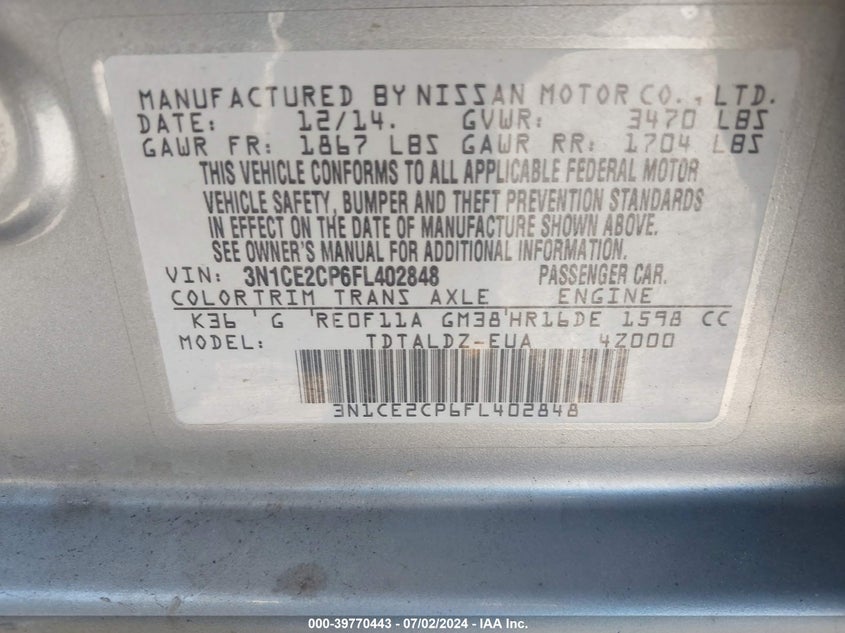 MANUFACTURED BY NISSAN MOTOR CO., LTD.
DATE: 12/14. GVWR: 3470 LBS
GAWR FR: 1867 LBS GAWR RR: 1704 LBS
THIS VEHICLE CONFORMS TO ALL APPLICABLE FEDERAL MOTOR
VEHICLE SAFETY, BUMPER AND THEFT PREVENTION STANDARDS
IN EFFECT ON THE DATE OF MANUFACTURE SHOWN ABOVE.
SEE OWNER'S MANUAL FOR ADDITIONAL INFORMATION.
VIN: 3N1CE2CP6FL402848 PASSENGER CAR.
COLORTRIM TRANS AXLE ENGINE
K36 ' G 'RE0F11A GM38'HR16DE 1598 CC
MODEL: TDTALDZ-EUA 4Z000
3N1CE2CP6FL402848
000-39770443 - 07/02/2024 - IAA Inc.